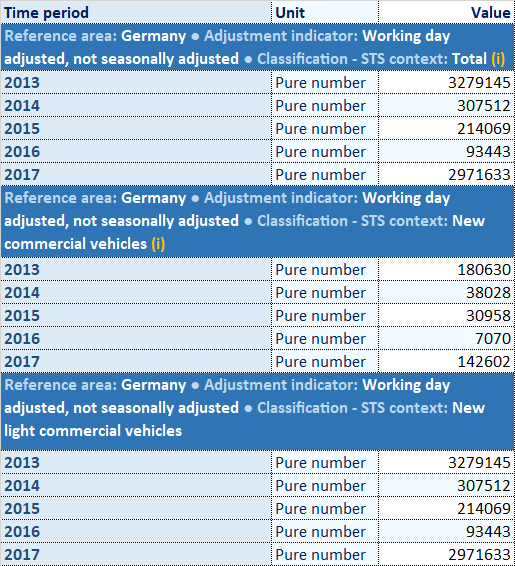 Time period Unit Value
Reference area: Germany ● Adjustment indicator: Working day
adjusted, not seasonally adjusted ● Classification - STS context: Total (i)
2013 Pure number 3279145
2014 Pure number 307512
2015 Pure number 214069
2016 Pure number 93443
2017 Pure number 2971633
Reference area: Germany ● Adjustment indicator: Working day
adjusted, not seasonally adjusted ● Classification - STS context: New
commercial vehicles (i)
2013 Pure number 180630
2014 Pure number 38028
2015 Pure number 30958
2016 Pure number 7070
2017 Pure number 142602
Reference area: Germany ● Adjustment indicator: Working day
adjusted, not seasonally adjusted ● Classification - STS context: New
light commercial vehicles
2013 Pure number 3279145
2014 Pure number 307512
2015 Pure number 214069
2016 Pure number 93443
2017 Pure number 2971633